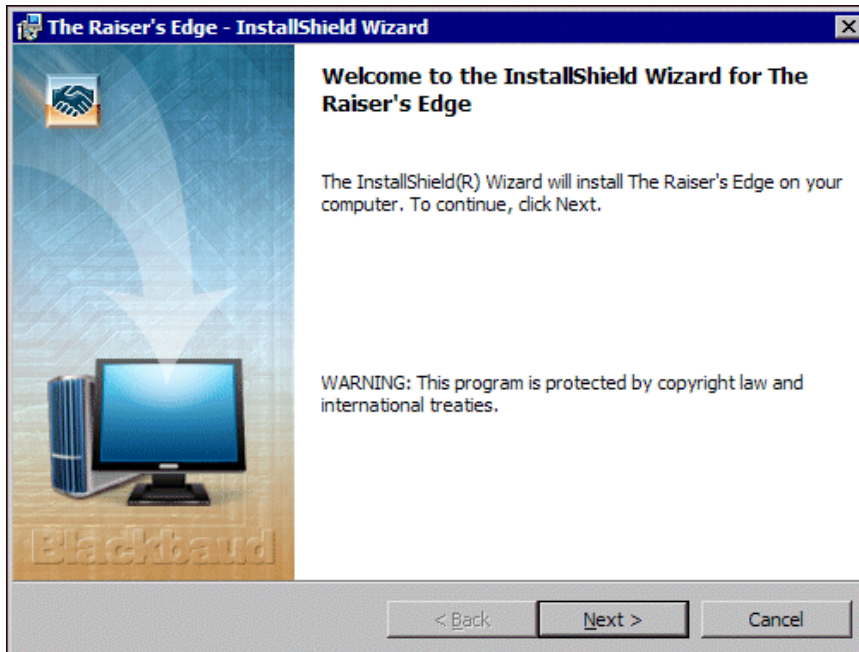 The Raiser's Edge - InstallShield Wizard
Welcome to the InstallShield Wizard for The
Raiser's Edge
The InstallShield(R) Wizard will install The Raiser's Edge on your
computer. To continue, click Next.
WARNING: This program is protected by copyright law and
international treaties.
Blackbaud
< Back
Next >
Cancel